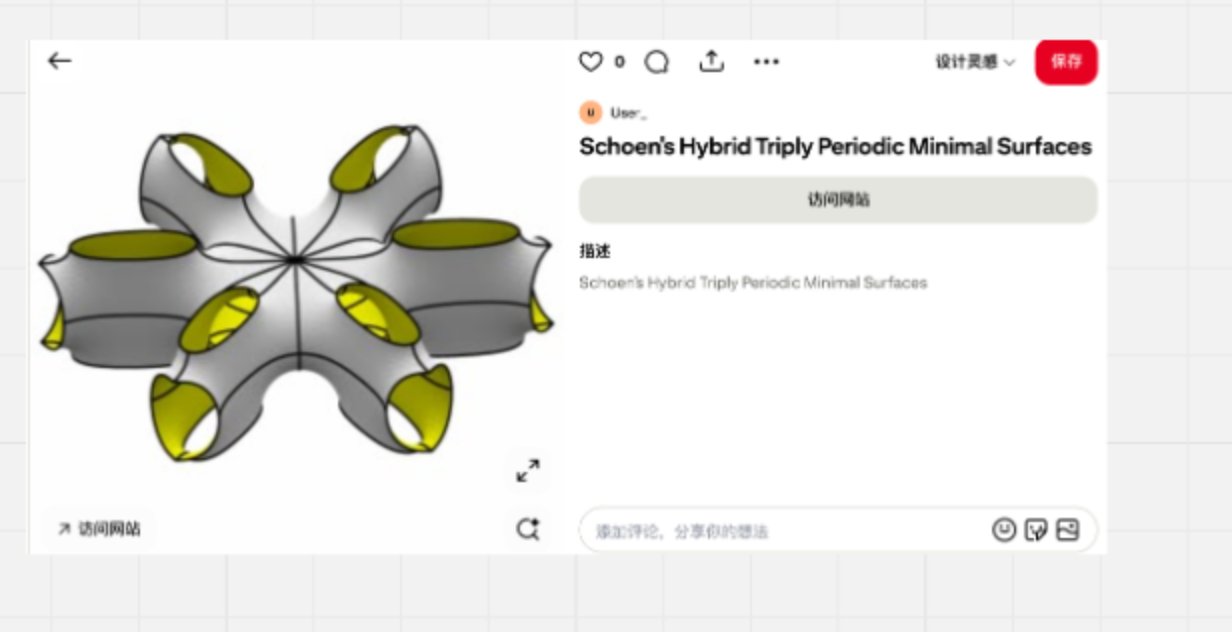 0
设计灵感
保存
u User_
Schoen's Hybrid Triply Periodic Minimal Surfaces
访问网站
描述
Schoen's Hybrid Triply Periodic Minimal Surfaces
访问网站
添加评论，分享你的想法